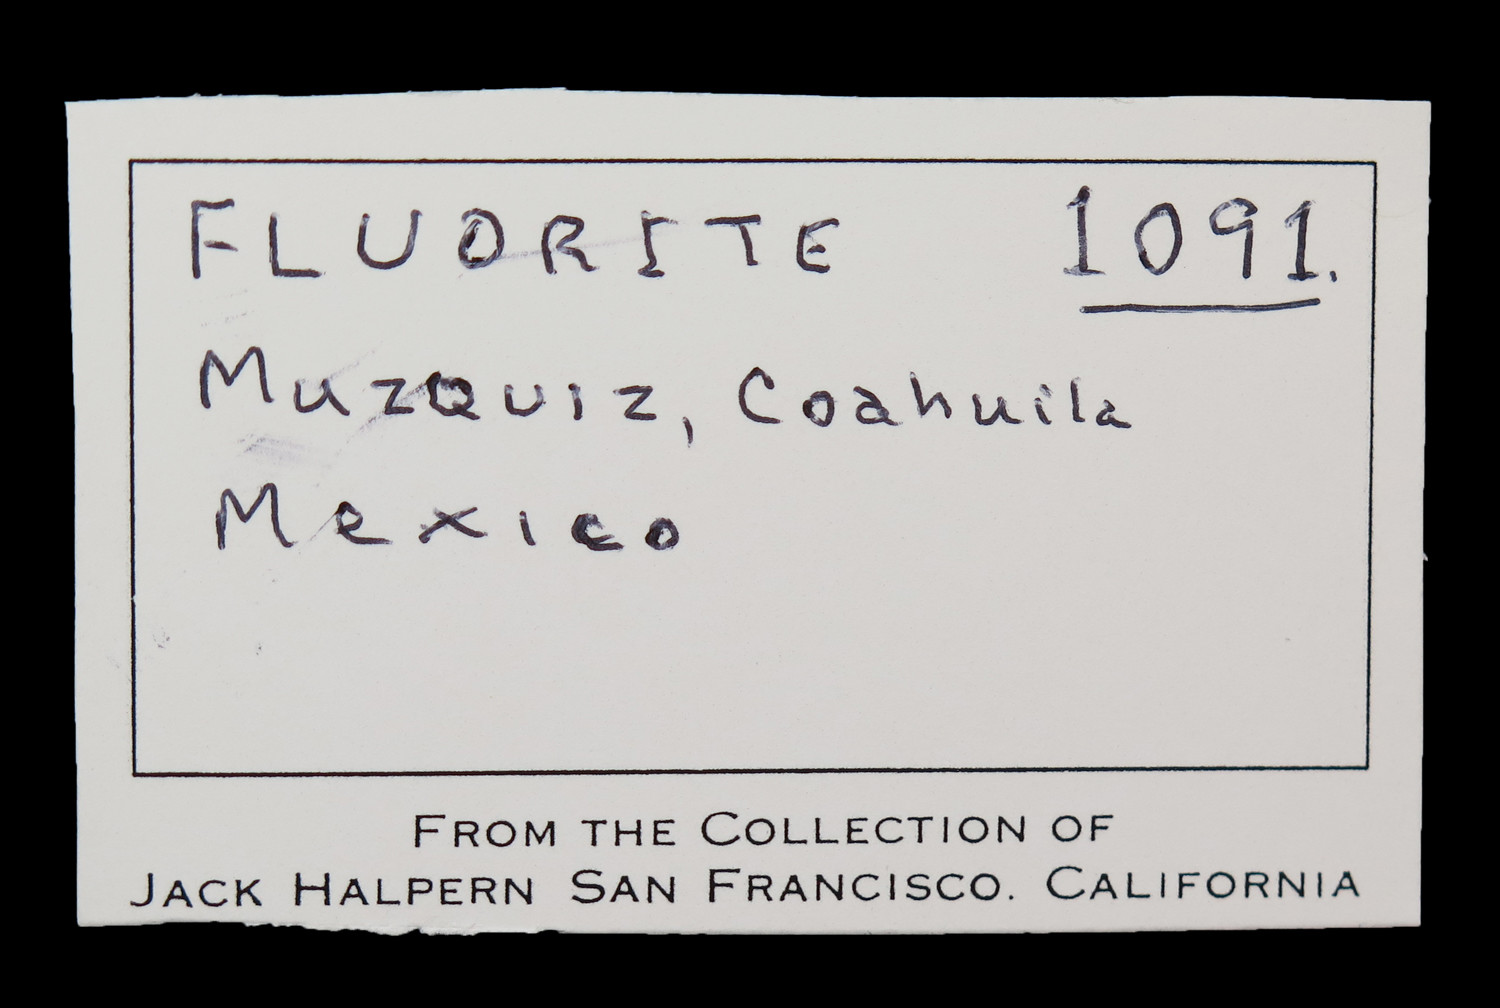 FLUORITE 1091.
Muzquiz, Coahuila
Mexico
FROM THE COLLECTION OF
JACK HALPERN SAN FRANCISCO. CALIFORNIA